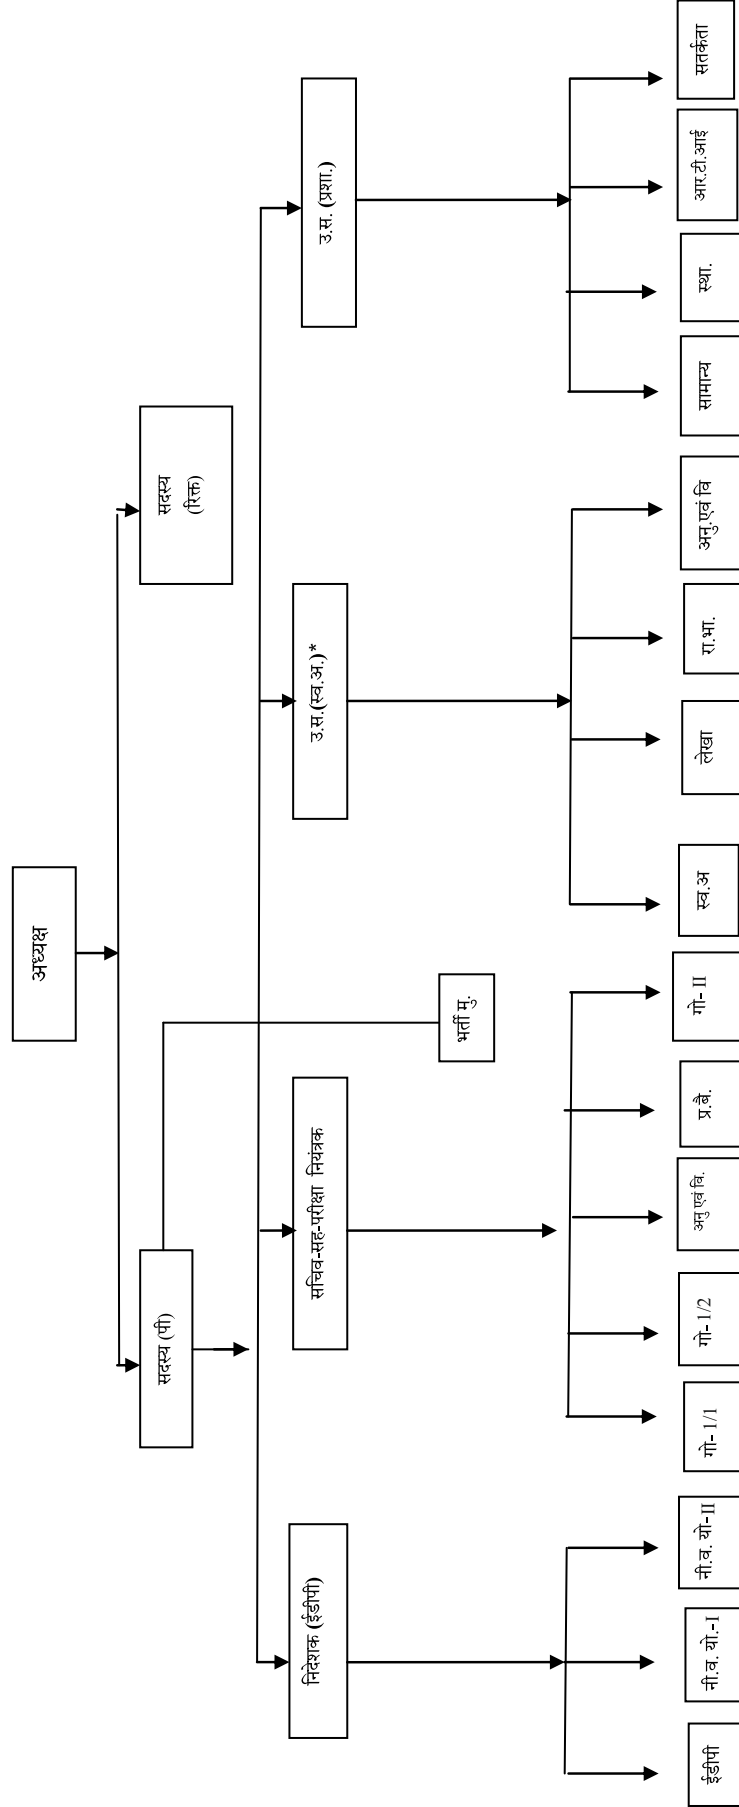 अध्यक्ष
सदस्य (पी)
सदस्य
(रिक्त)
निदेशक (ईडीपी)
सचिव-सह-परीक्षा नियंत्रक
भर्ती मु.
उ.स.(स्व.अ.)*
उ.स. (प्रशा.)
ईडीपी
नी.व. यो.-I
नी.व. यो-II
गो- 1/1
गो- 1/2
अनु एवं वि.
प्र.बै.
गो- II
स्व.अ
लेखा
रा.भा.
अनु.एवं वि
सामान्य
स्था.
आर.टी.आई
सतर्कता